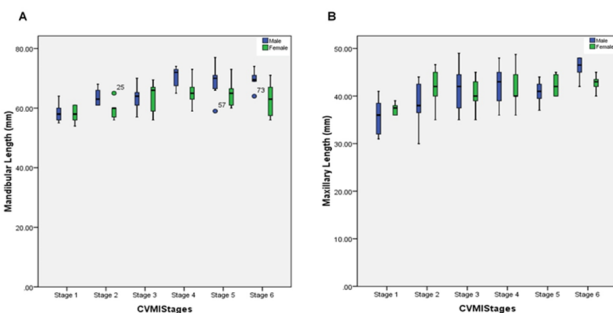 A
Male
Female
80.00
60.00
40.00
20.00
.00
Mandibular Length (mm)
25
57
73
Stage 1 Stage 2 Stage 3 Stage 4 Stage 5 Stage 6
CVMIStages
B
Male
Female
50.00
40.00
30.00
20.00
10.00
.00
Maxillary Length (mm)
Stage 1 Stage 2 Stage 3 Stage 4 Stage 5 Stage 6
CVMIStages